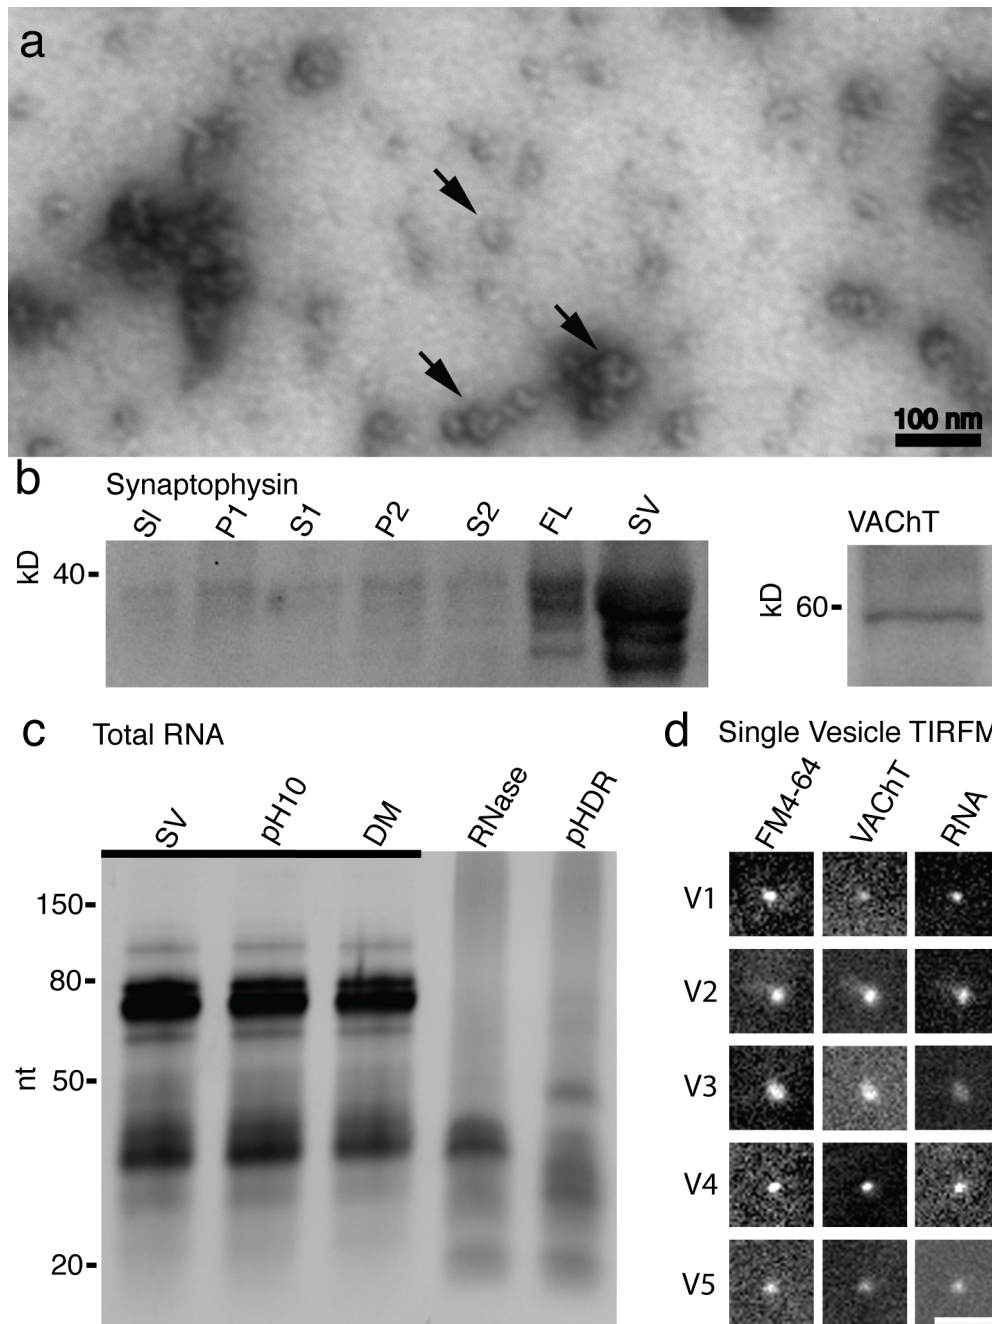 a
100 nm
b
Synaptophysin
SI P1 S1 P2 S2 FL SV
kD
40-
VAChT
kD
60-
c Total RNA
SV pH10 DM RNase pHDR
nt
150-
80-
50-
20-
d Single Vesicle TIRFM
FM4-64 VAChT RNA
V1
V2
V3
V4
V5